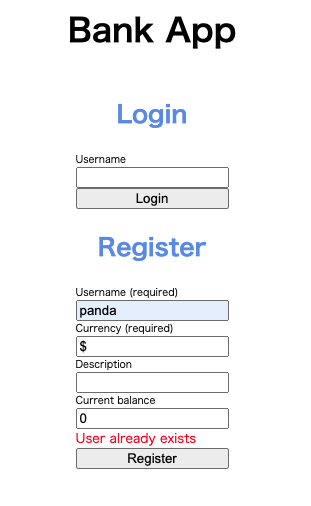 Bank App
Login
Username
Login
Register
Username (required)
panda
Currency (required)
$
Description
Current balance
0
User already exists
Register